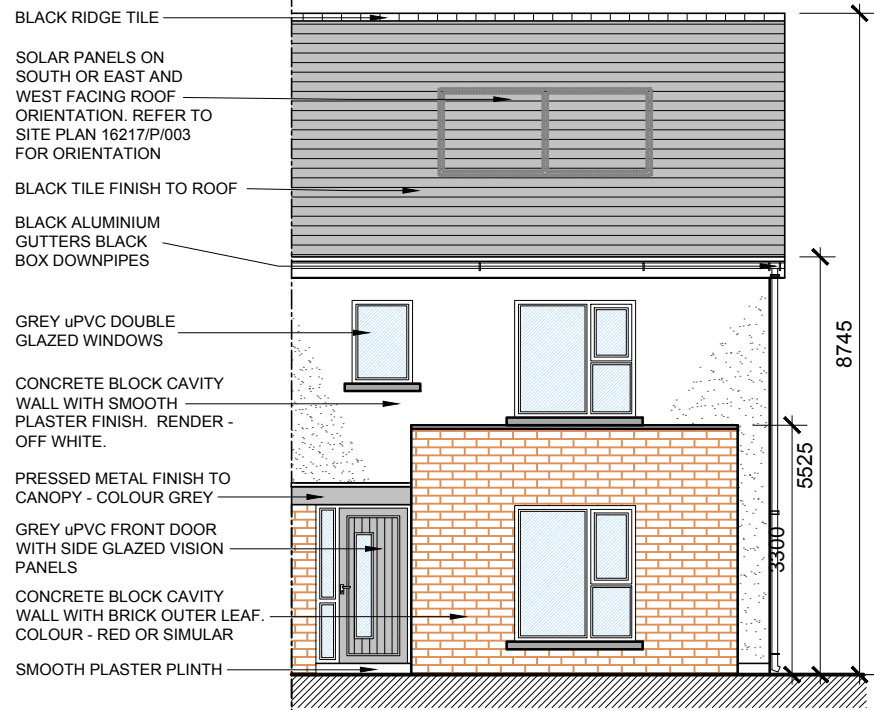 BLACK RIDGE TILE
SOLAR PANELS ON
SOUTH OR EAST AND
WEST FACING ROOF
ORIENTATION. REFER TO
SITE PLAN 16217/P/003
FOR ORIENTATION
BLACK TILE FINISH TO ROOF
BLACK ALUMINIUM
GUTTERS BLACK
BOX DOWNPIPES
GREY uPVC DOUBLE
GLAZED WINDOWS
CONCRETE BLOCK CAVITY
WALL WITH SMOOTH
PLASTER FINISH. RENDER -
OFF WHITE.
PRESSED METAL FINISH TO
CANOPY - COLOUR GREY
GREY uPVC FRONT DOOR
WITH SIDE GLAZED VISION
PANELS
CONCRETE BLOCK CAVITY
WALL WITH BRICK OUTER LEAF.
COLOUR - RED OR SIMULAR
SMOOTH PLASTER PLINTH
3300
5525
8745